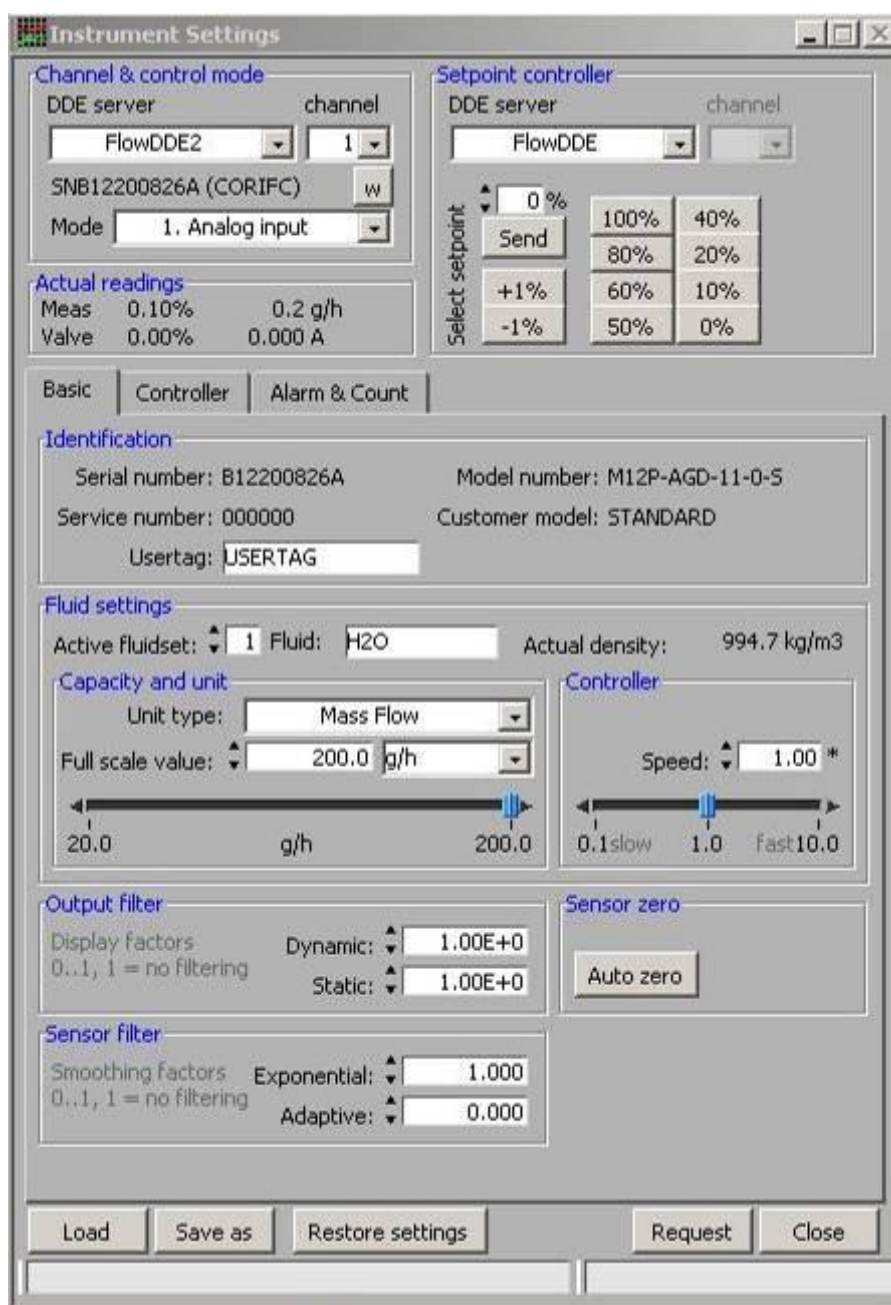 Instrument Settings
Channel & control mode
DDE server channel
FlowDDE2 1
SNB12200826A (CORIFC) w
Mode 1. Analog input
Setpoint controller
DDE server channel
FlowDDE
Select setpoint
0 %
Send
+1%
-1%
100% 40%
80% 20%
60% 10%
50% 0%
Actual readings
Meas 0.10% 0.2 g/h
Valve 0.00% 0.000 A
Basic Controller Alarm & Count
Identification
Serial number: B12200826A Model number: M12P-AGD-11-0-S
Service number: 000000 Customer model: STANDARD
Usertag: USERTAG
Fluid settings
Active fluidset: 1 Fluid: H2O Actual density: 994.7 kg/m3
Capacity and unit
Unit type: Mass Flow
Full scale value: 200.0 g/h
20.0 g/h 200.0
Controller
Speed: 1.00 *
0.1 slow 1.0 fast 10.0
Output filter
Display factors
0..1, 1 = no filtering
Dynamic: 1.00E+0
Static: 1.00E+0
Sensor zero
Auto zero
Sensor filter
Smoothing factors
0..1, 1 = no filtering
Exponential: 1.000
Adaptive: 0.000
Load Save as Restore settings Request Close